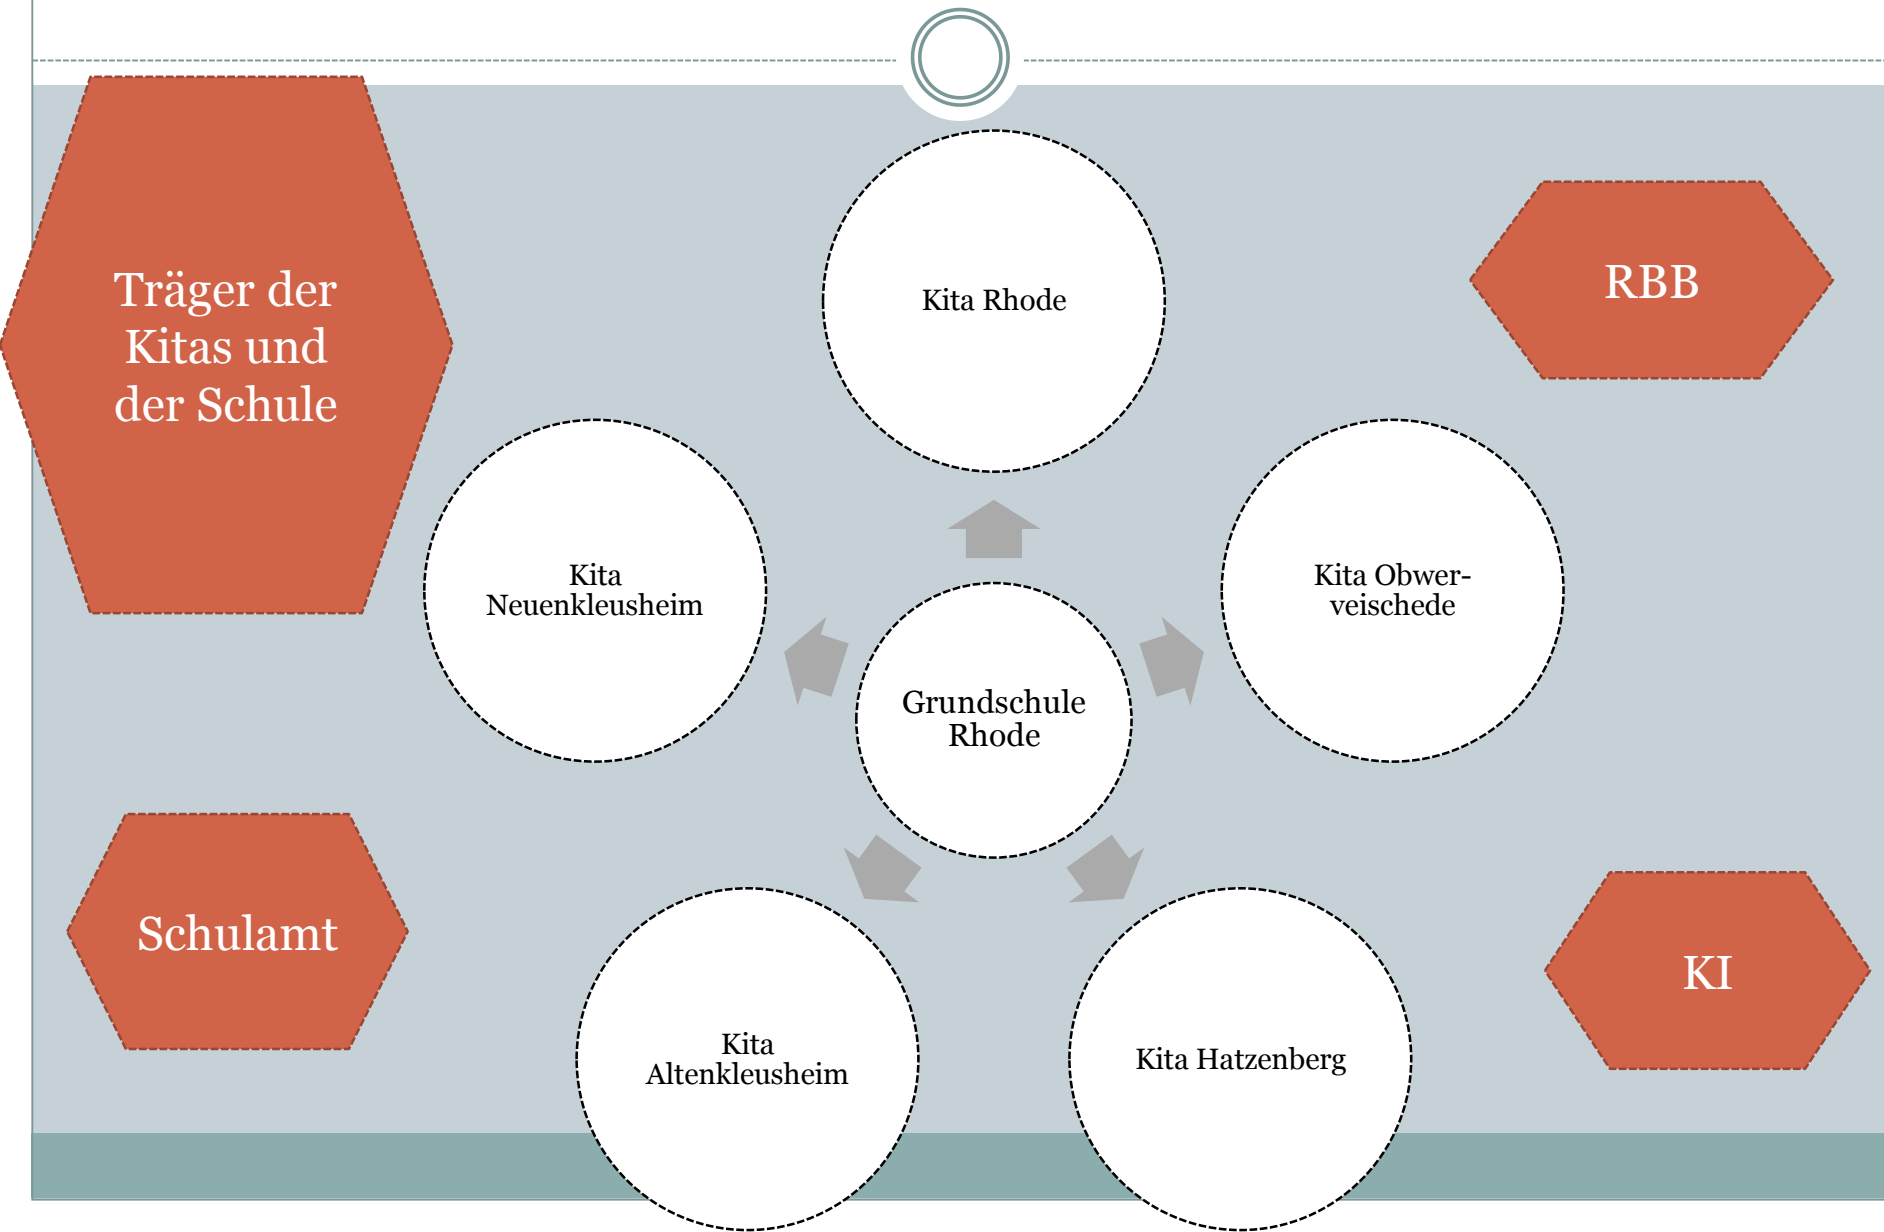 Träger der
Kitas und
der Schule
Kita Rhode
RBB
Kita
Neuenkleusheim
Kita Obwer-
veischede
Grundschule
Rhode
Schulamt
KI
Kita
Altenkleusheim
Kita Hatzenberg